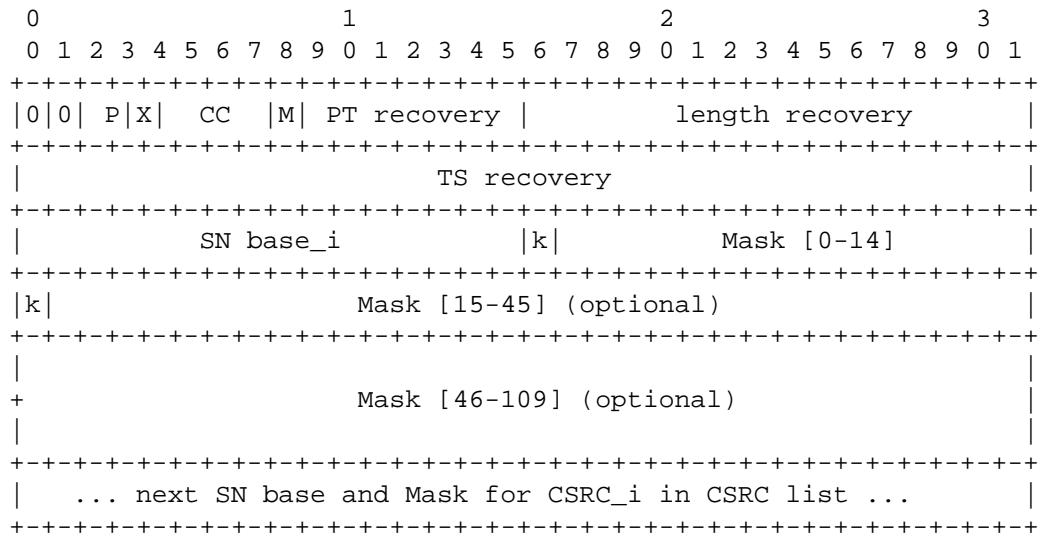 0                   1                   2                   3
 0 1 2 3 4 5 6 7 8 9 0 1 2 3 4 5 6 7 8 9 0 1 2 3 4 5 6 7 8 9 0 1
+-+-+-+-+-+-+-+-+-+-+-+-+-+-+-+-+-+-+-+-+-+-+-+-+-+-+-+-+-+-+-+-+
|0|0| P|X|  CC   |M| PT recovery |         length recovery       |
+-+-+-+-+-+-+-+-+-+-+-+-+-+-+-+-+-+-+-+-+-+-+-+-+-+-+-+-+-+-+-+-+
|                          TS recovery                          |
+-+-+-+-+-+-+-+-+-+-+-+-+-+-+-+-+-+-+-+-+-+-+-+-+-+-+-+-+-+-+-+-+
|           SN base_i           |k|          Mask [0-14]        |
+-+-+-+-+-+-+-+-+-+-+-+-+-+-+-+-+-+-+-+-+-+-+-+-+-+-+-+-+-+-+-+-+
|k|                   Mask [15-45] (optional)                   |
+-+-+-+-+-+-+-+-+-+-+-+-+-+-+-+-+-+-+-+-+-+-+-+-+-+-+-+-+-+-+-+-+
|                                                               |
+                     Mask [46-109] (optional)                  |
|                                                               |
+-+-+-+-+-+-+-+-+-+-+-+-+-+-+-+-+-+-+-+-+-+-+-+-+-+-+-+-+-+-+-+-+
|   ... next SN base and Mask for CSRC_i in CSRC list ...       |
+-+-+-+-+-+-+-+-+-+-+-+-+-+-+-+-+-+-+-+-+-+-+-+-+-+-+-+-+-+-+-+-+